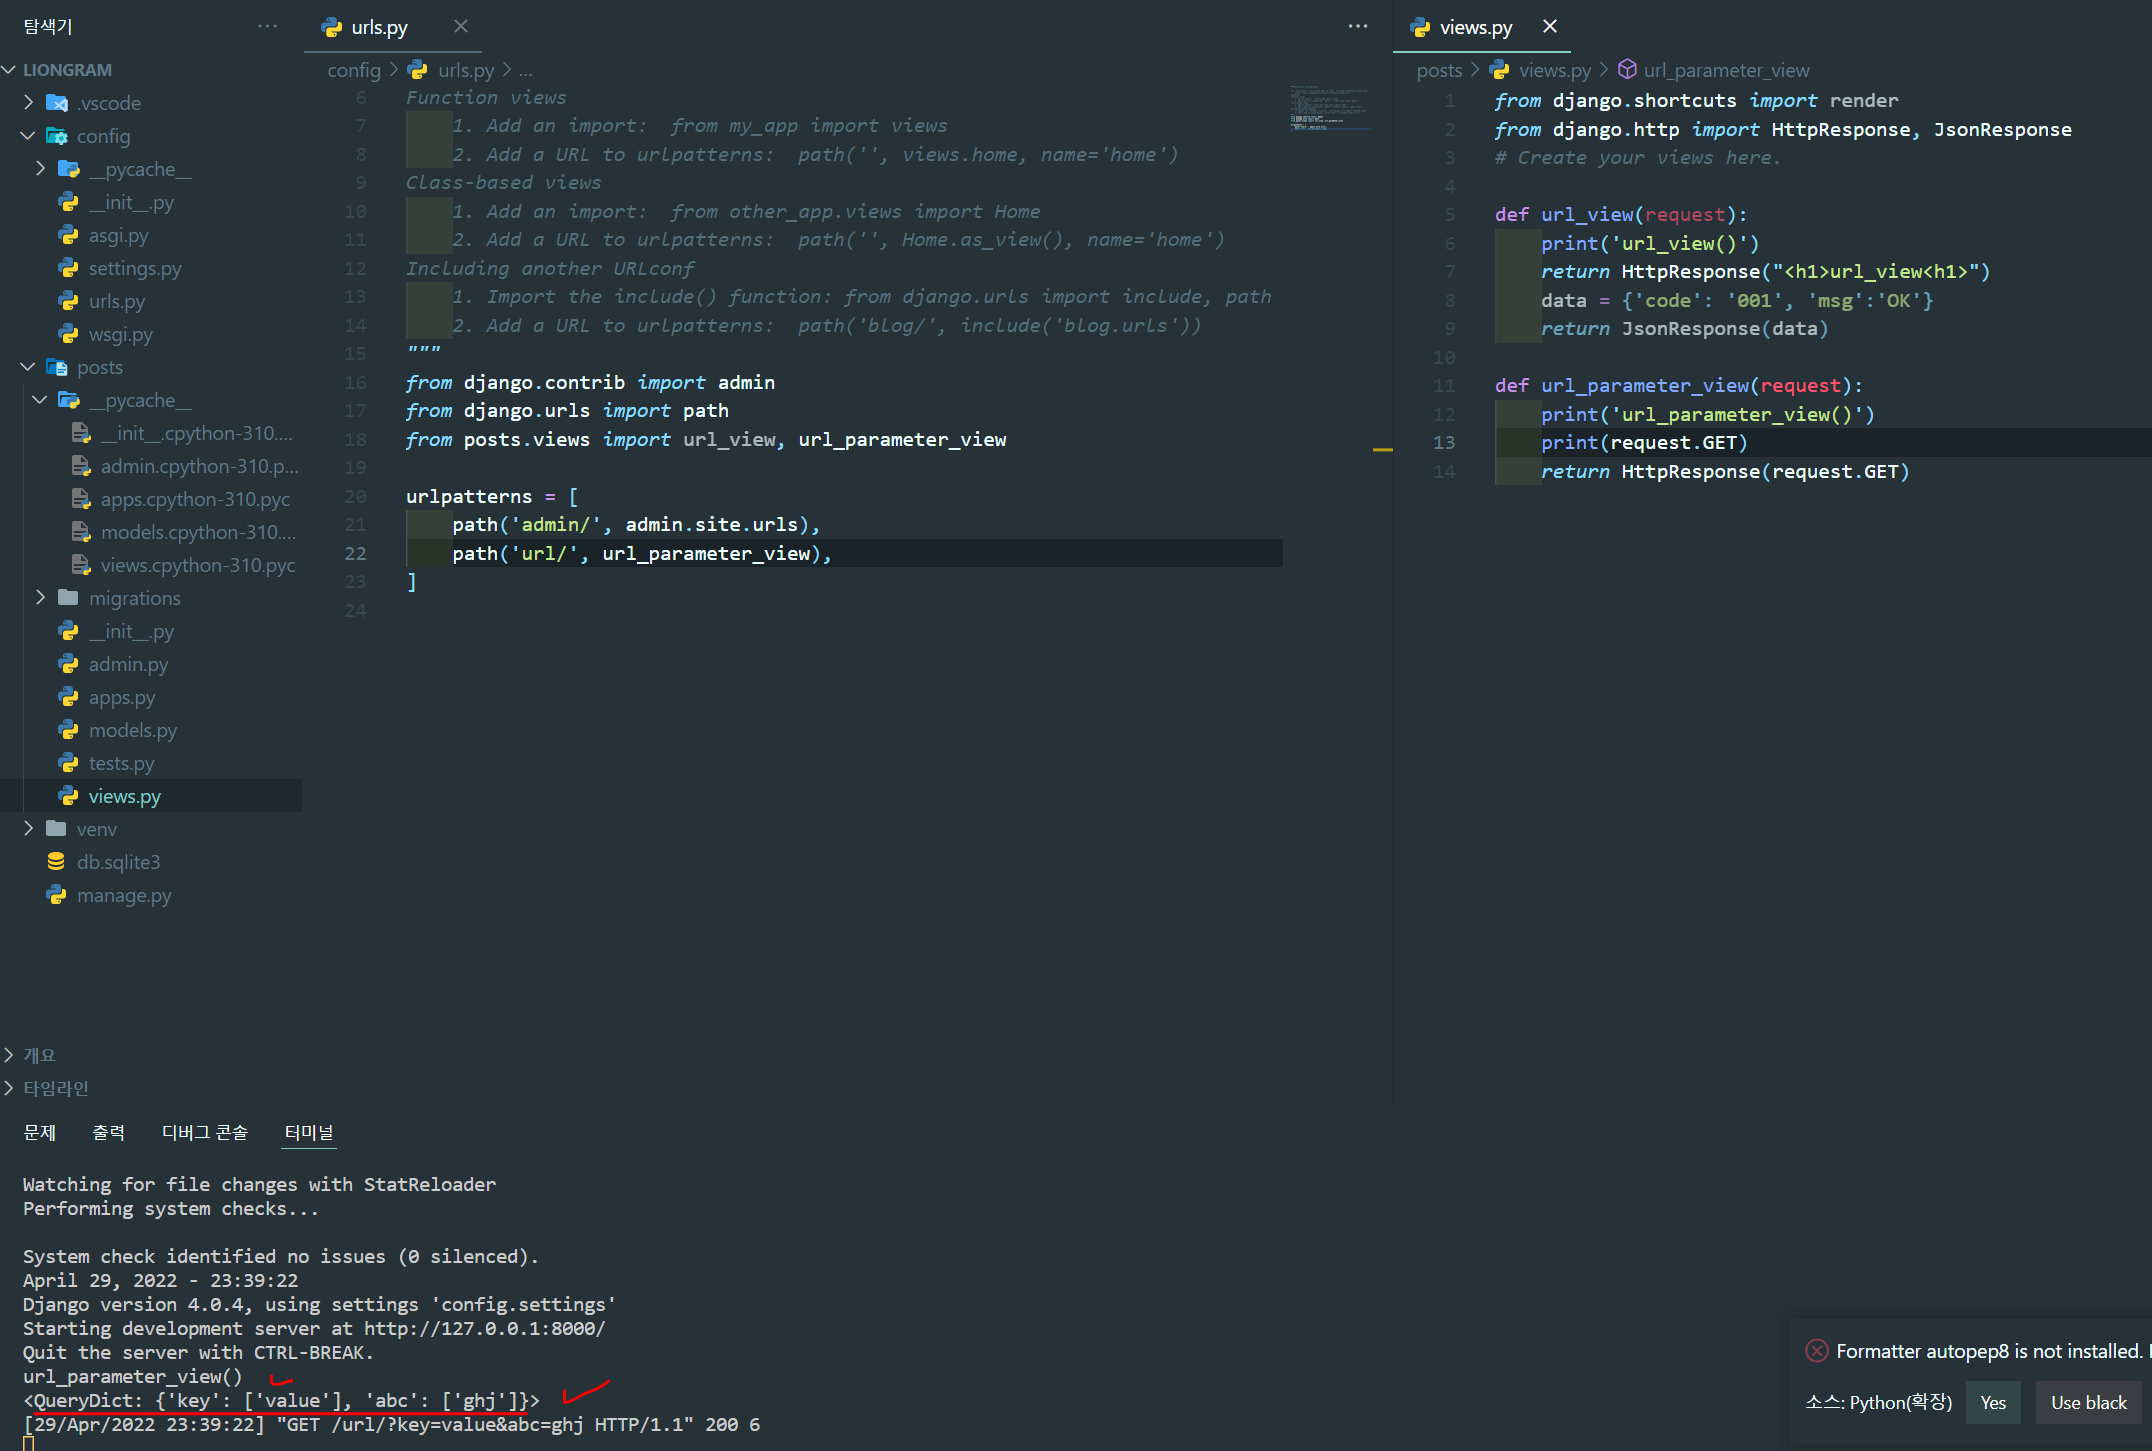 탐색기
LIONGRAM
.vscode
config
__pycache__
__init__.py
asgi.py
settings.py
urls.py
wsgi.py
posts
__pycache__
__init__.cpython-310....
admin.cpython-310.p...
apps.cpython-310.pyc
models.cpython-310....
views.cpython-310.pyc
migrations
__init__.py
admin.py
apps.py
models.py
tests.py
views.py
venv
db.sqlite3
manage.py
개요
타임라인
urls.py
config > urls.py > ...
6 Function views
7 1. Add an import:  from my_app import views
8 2. Add a URL to urlpatterns:  path('', views.home, name='home')
9 Class-based views
10 1. Add an import:  from other_app.views import Home
11 2. Add a URL to urlpatterns:  path('', Home.as_view(), name='home')
12 Including another URLconf
13 1. Import the include() function: from django.urls import include, path
14 2. Add a URL to urlpatterns:  path('blog/', include('blog.urls'))
15 """
16 from django.contrib import admin
17 from django.urls import path
18 from posts.views import url_view, url_parameter_view
19
20 urlpatterns = [
21 path('admin/', admin.site.urls),
22 path('url/', url_parameter_view),
23 ]
24
views.py
posts > views.py > url_parameter_view
1 from django.shortcuts import render
2 from django.http import HttpResponse, JsonResponse
3 # Create your views here.
4
5 def url_view(request):
6 print('url_view()')
7 return HttpResponse("<h1>url_view<h1>")
8 data = {'code': '001', 'msg':'OK'}
9 return JsonResponse(data)
10
11 def url_parameter_view(request):
12 print('url_parameter_view()')
13 print(request.GET)
14 return HttpResponse(request.GET)
문제 출력 디버그 콘솔 터미널
Watching for file changes with StatReloader
Performing system checks...
System check identified no issues (0 silenced).
April 29, 2022 - 23:39:22
Django version 4.0.4, using settings 'config.settings'
Starting development server at http://127.0.0.1:8000/
Quit the server with CTRL-BREAK.
url_parameter_view()
<QueryDict: {'key': ['value'], 'abc': ['ghj']}>
[29/Apr/2022 23:39:22] "GET /url/?key=value&abc=ghj HTTP/1.1" 200 6
Formatter autopep8 is not installed.
소스: Python(확장) Yes Use black